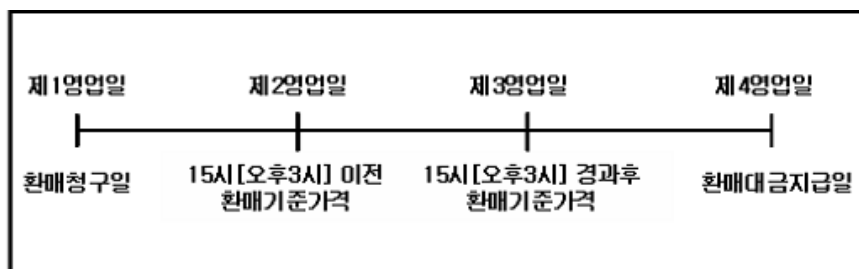 제1영업일 제2영업일 제3영업일 제4영업일
환매청구일 15시[오후3시] 이전 15시[오후3시] 경과후 환매대금지급일
환매기준가격 환매기준가격